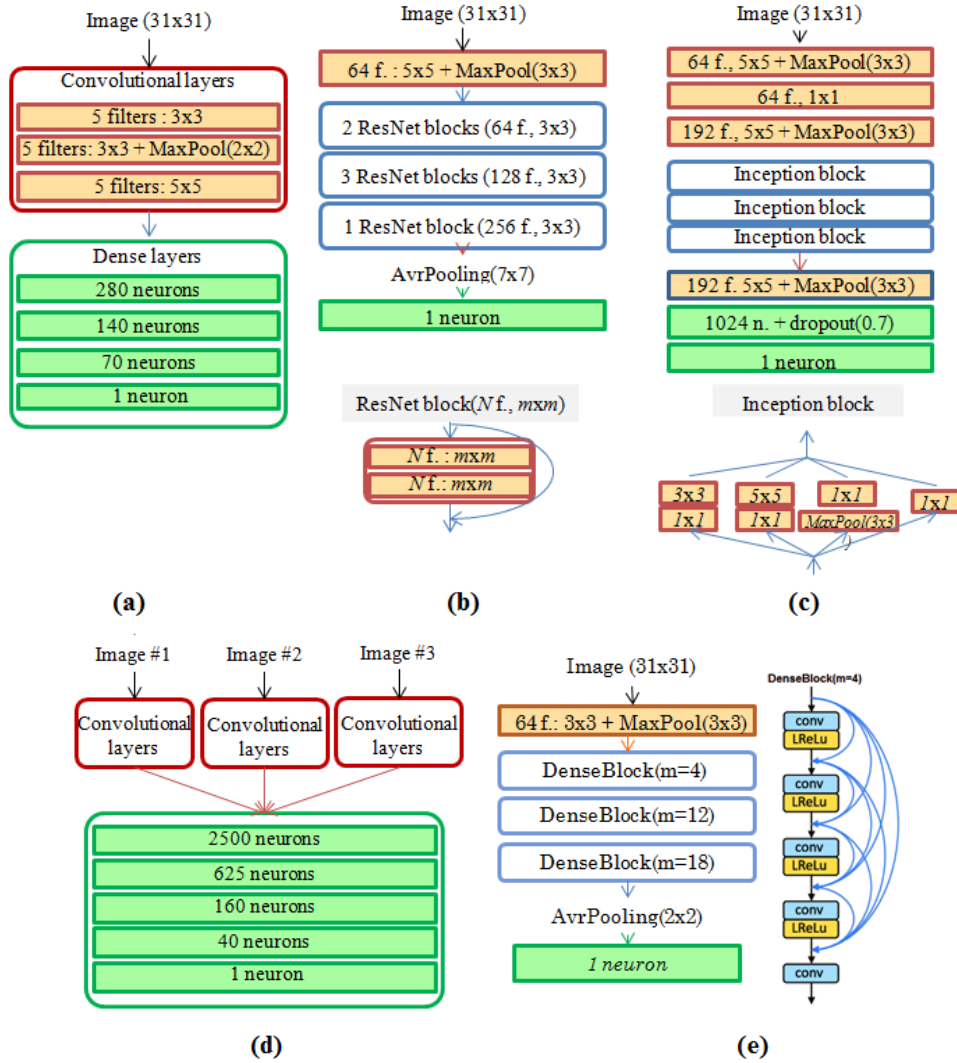 Image (31x31)
Convolutional layers
5 filters : 3x3
5 filters: 3x3 + MaxPool(2x2)
5 filters: 5x5
Dense layers
280 neurons
140 neurons
70 neurons
1 neuron
(a)
Image (31x31)
64 f. : 5x5 + MaxPool(3x3)
2 ResNet blocks (64 f., 3x3)
3 ResNet blocks (128 f., 3x3)
1 ResNet block (256 f., 3x3)
AvrPooling(7x7)
1 neuron
ResNet block(N f., mxm)
N f. : mxm
N f.: mxm
(b)
Image (31x31)
64 f., 5x5 + MaxPool(3x3)
64 f., 1x1
192 f., 5x5 + MaxPool(3x3)
Inception block
Inception block
Inception block
192 f. 5x5 + MaxPool(3x3)
1024 n. + dropout(0.7)
1 neuron
Inception block
3x3 5x5 1x1 1x1
1x1 1x1 MaxPool(3x3
)
(c)
Image #1 Image #2 Image #3
Convolutional Convolutional Convolutional
layers layers layers
2500 neurons
625 neurons
160 neurons
40 neurons
1 neuron
(d)
Image (31x31)
64 f.: 3x3 + MaxPool(3x3)
DenseBlock(m=4)
DenseBlock(m=12)
DenseBlock(m=18)
AvrPooling(2x2)
1 neuron
DenseBlock(m=4)
conv
LReLu
conv
LReLu
conv
LReLu
conv
LReLu
conv
(e)